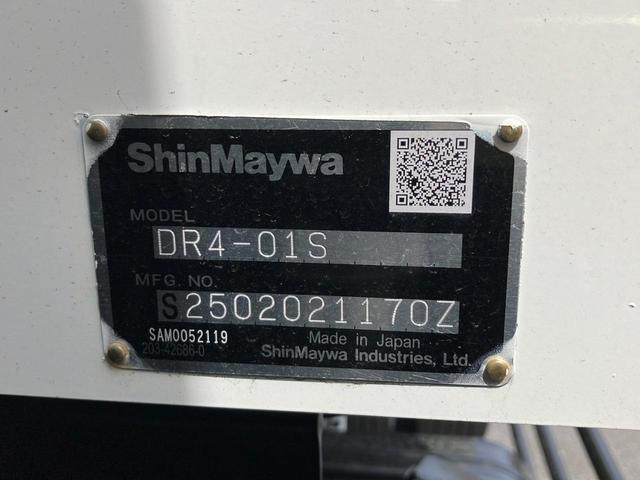 ShinMaywa
MODEL
DR4-01S
MFG. NO.
S2502021170Z
SAM0052119
203-42686-0
Made in Japan
ShinMaywa Industries, Ltd.